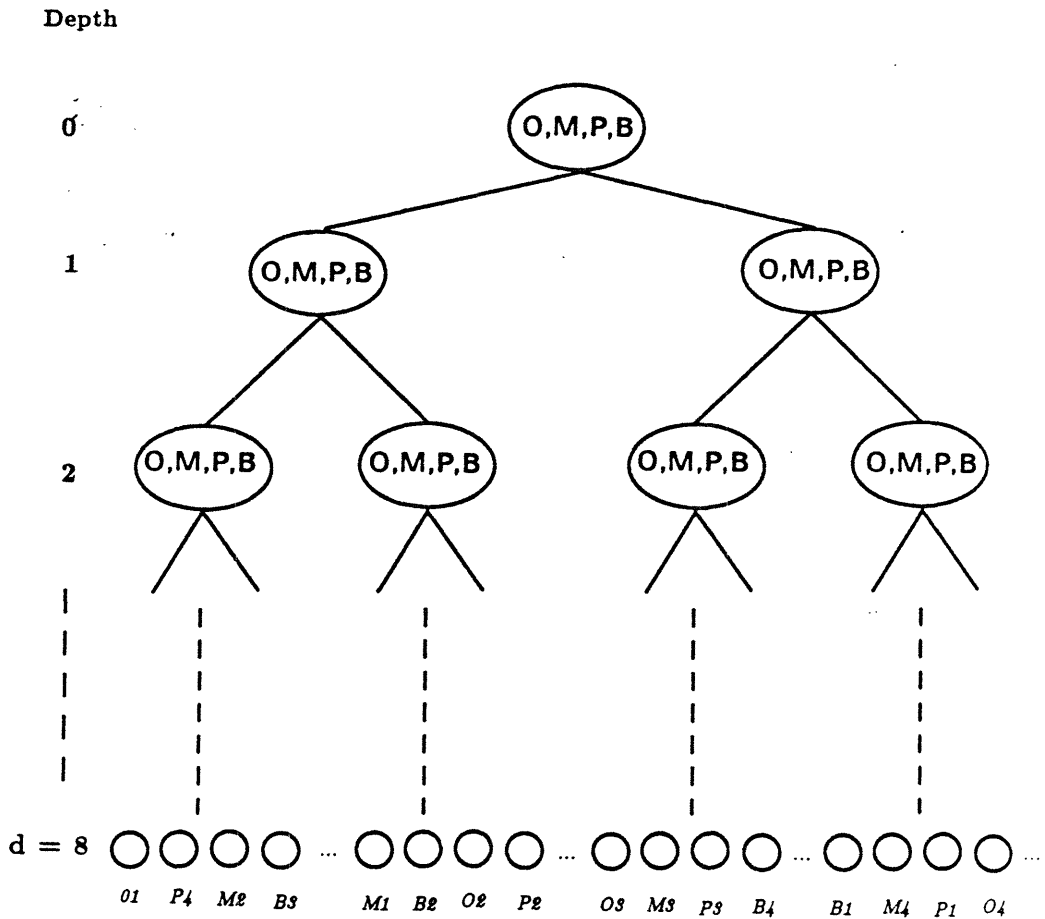 Depth
0
O,M,P,B
1
O,M,P,B O,M,P,B
2
O,M,P,B O,M,P,B O,M,P,B O,M,P,B
d = 8 ... ... ... ...
01 P4 M2 B3 M1 B2 O2 P2 O3 M3 P3 B4 B1 M4 P1 O4